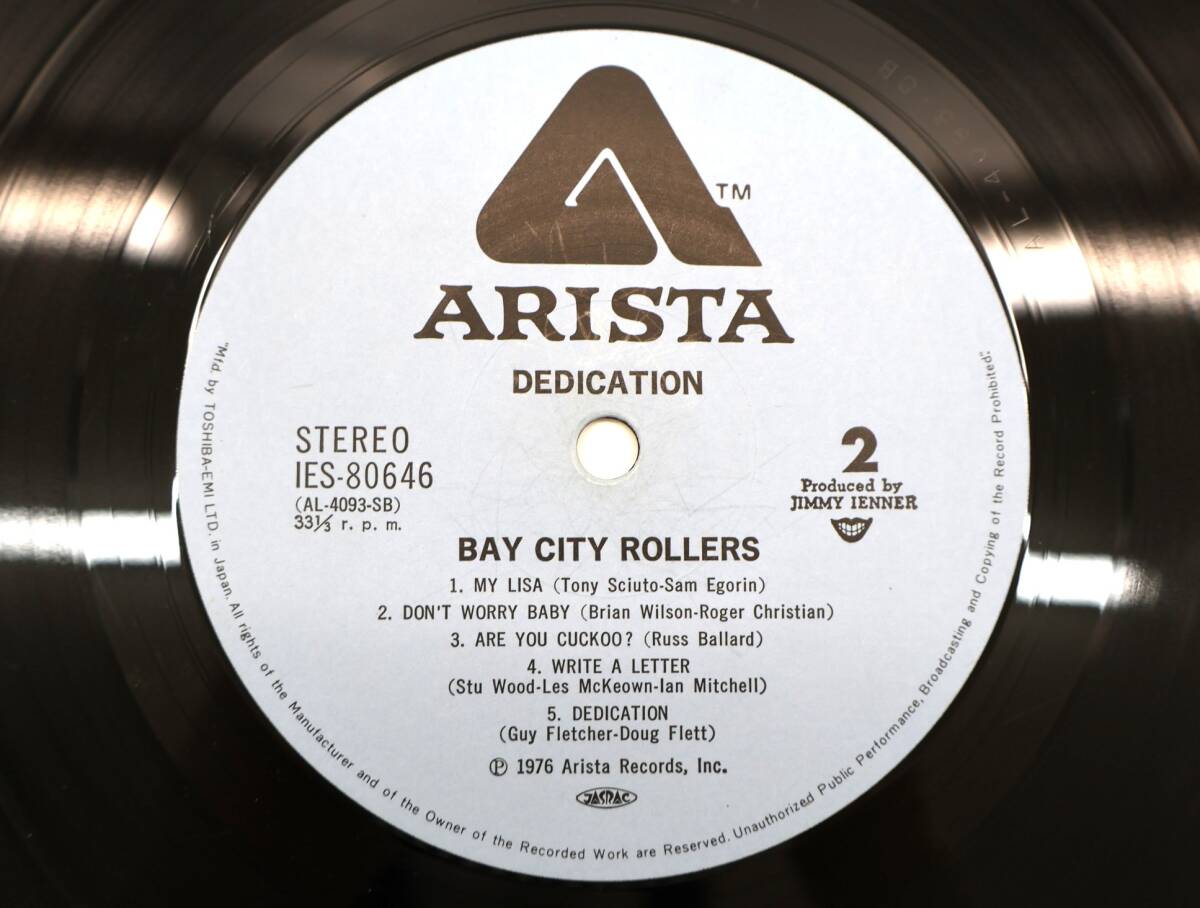 TM
ARISTA
DEDICATION
STEREO
IES-80646
(AL-4093-SB)
33⅓ r. p. m.
2
Produced by
JIMMY IENNER
BAY CITY ROLLERS
1. MY LISA (Tony Sciuto-Sam Egorin)
2. DON'T WORRY BABY (Brian Wilson-Roger Christian)
3. ARE YOU CUCKOO? (Russ Ballard)
4. WRITE A LETTER
(Stu Wood-Les McKeown-Ian Mitchell)
5. DEDICATION
(Guy Fletcher-Doug Flett)
Ⓟ 1976 Arista Records, Inc.
JASRAC
"Mfd. by TOSHIBA-EMI LTD. in Japan. All rights of the Manufacturer and of the Owner of the Recorded Work are Reserved. Unauthorized Public Performance, Broadcasting and Copying of the Record Prohibited."